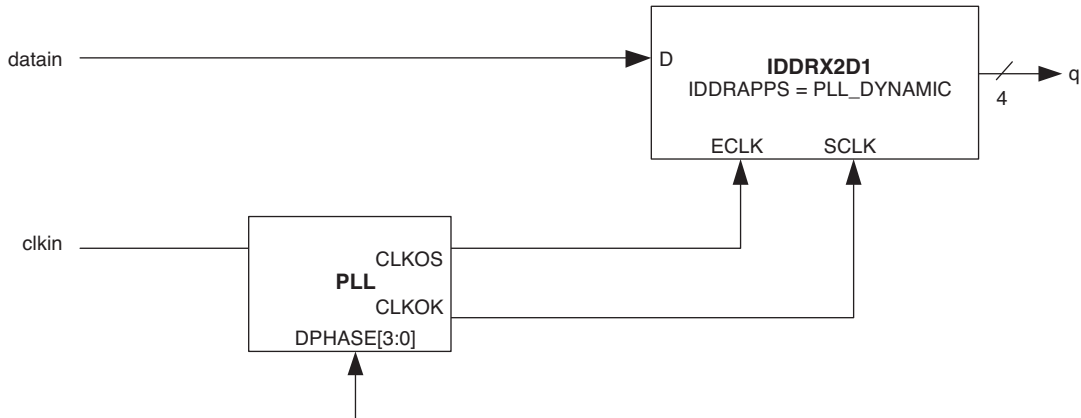 datain
D
IDDRX2D1
IDDRAPPS = PLL_DYNAMIC
q
4
ECLK
SCLK
clkin
CLKOS
PLL
CLKOK
DPHASE[3:0]